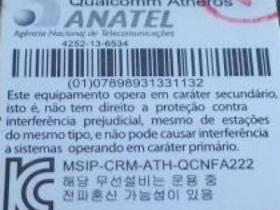 Qualcomm Atheros
ANATEL
Agência Nacional de Telecomunicações
4252-13-6534
(01)07898931331132
Este equipamento opera em caráter secundário,
isto é, não tem direito a proteção contra
interferência prejudicial, mesmo de estações
do mesmo tipo, e não pode causar interferência
a sistemas operando em caráter primário.
MSIP-CRM-ATH-QCNFA222
해당 무선설비는 운용 중
전파혼신 가능성이 있음